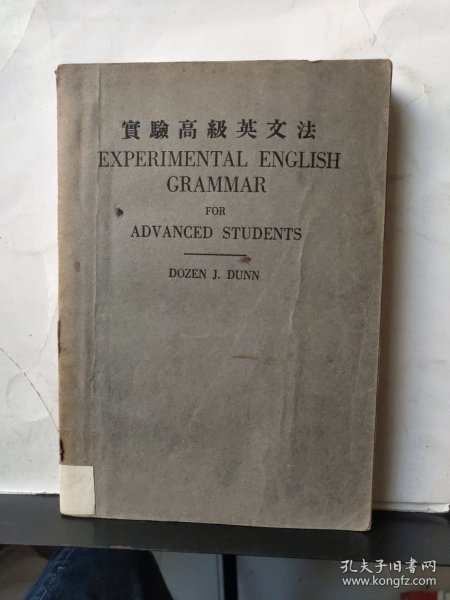 實驗高級英文法
EXPERIMENTAL ENGLISH
GRAMMAR
FOR
ADVANCED STUDENTS
DOZEN J. DUNN
孔夫子旧书网
www.kongfz.com